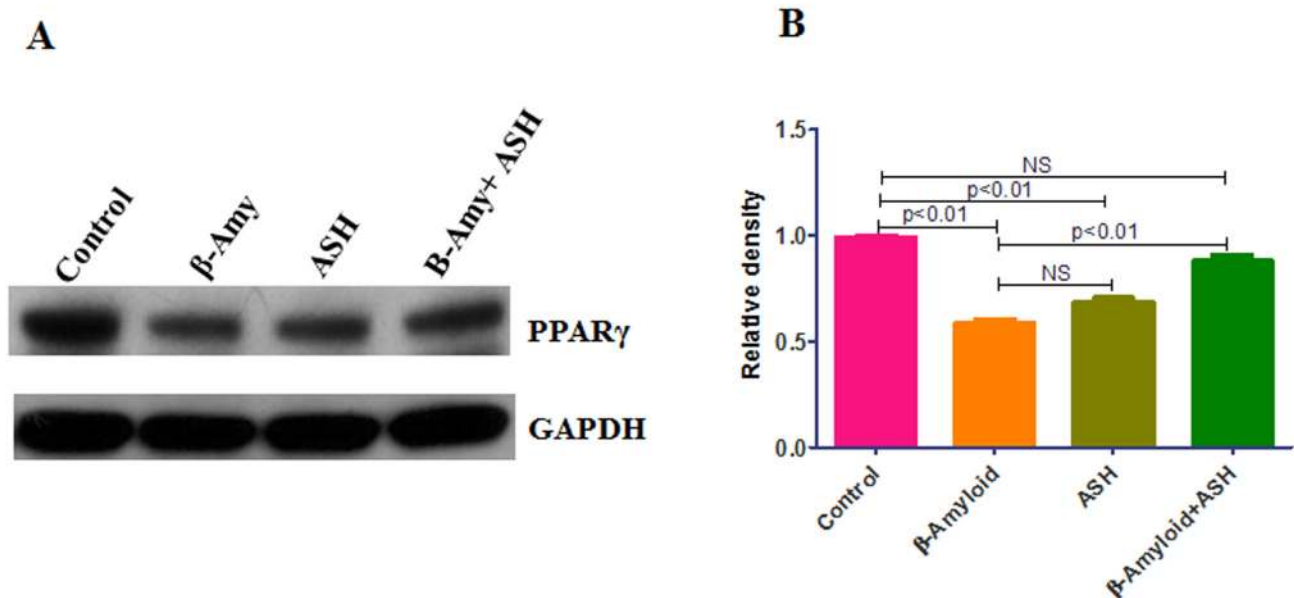 A
Control
β-Amy
ASH
B-Amy+ ASH
PPARγ
GAPDH
B
1.5
1.0
0.5
0.0
Relative density
NS
p<0.01
p<0.01
p<0.01
NS
Control
β-Amyloid
ASH
β-Amyloid+ASH